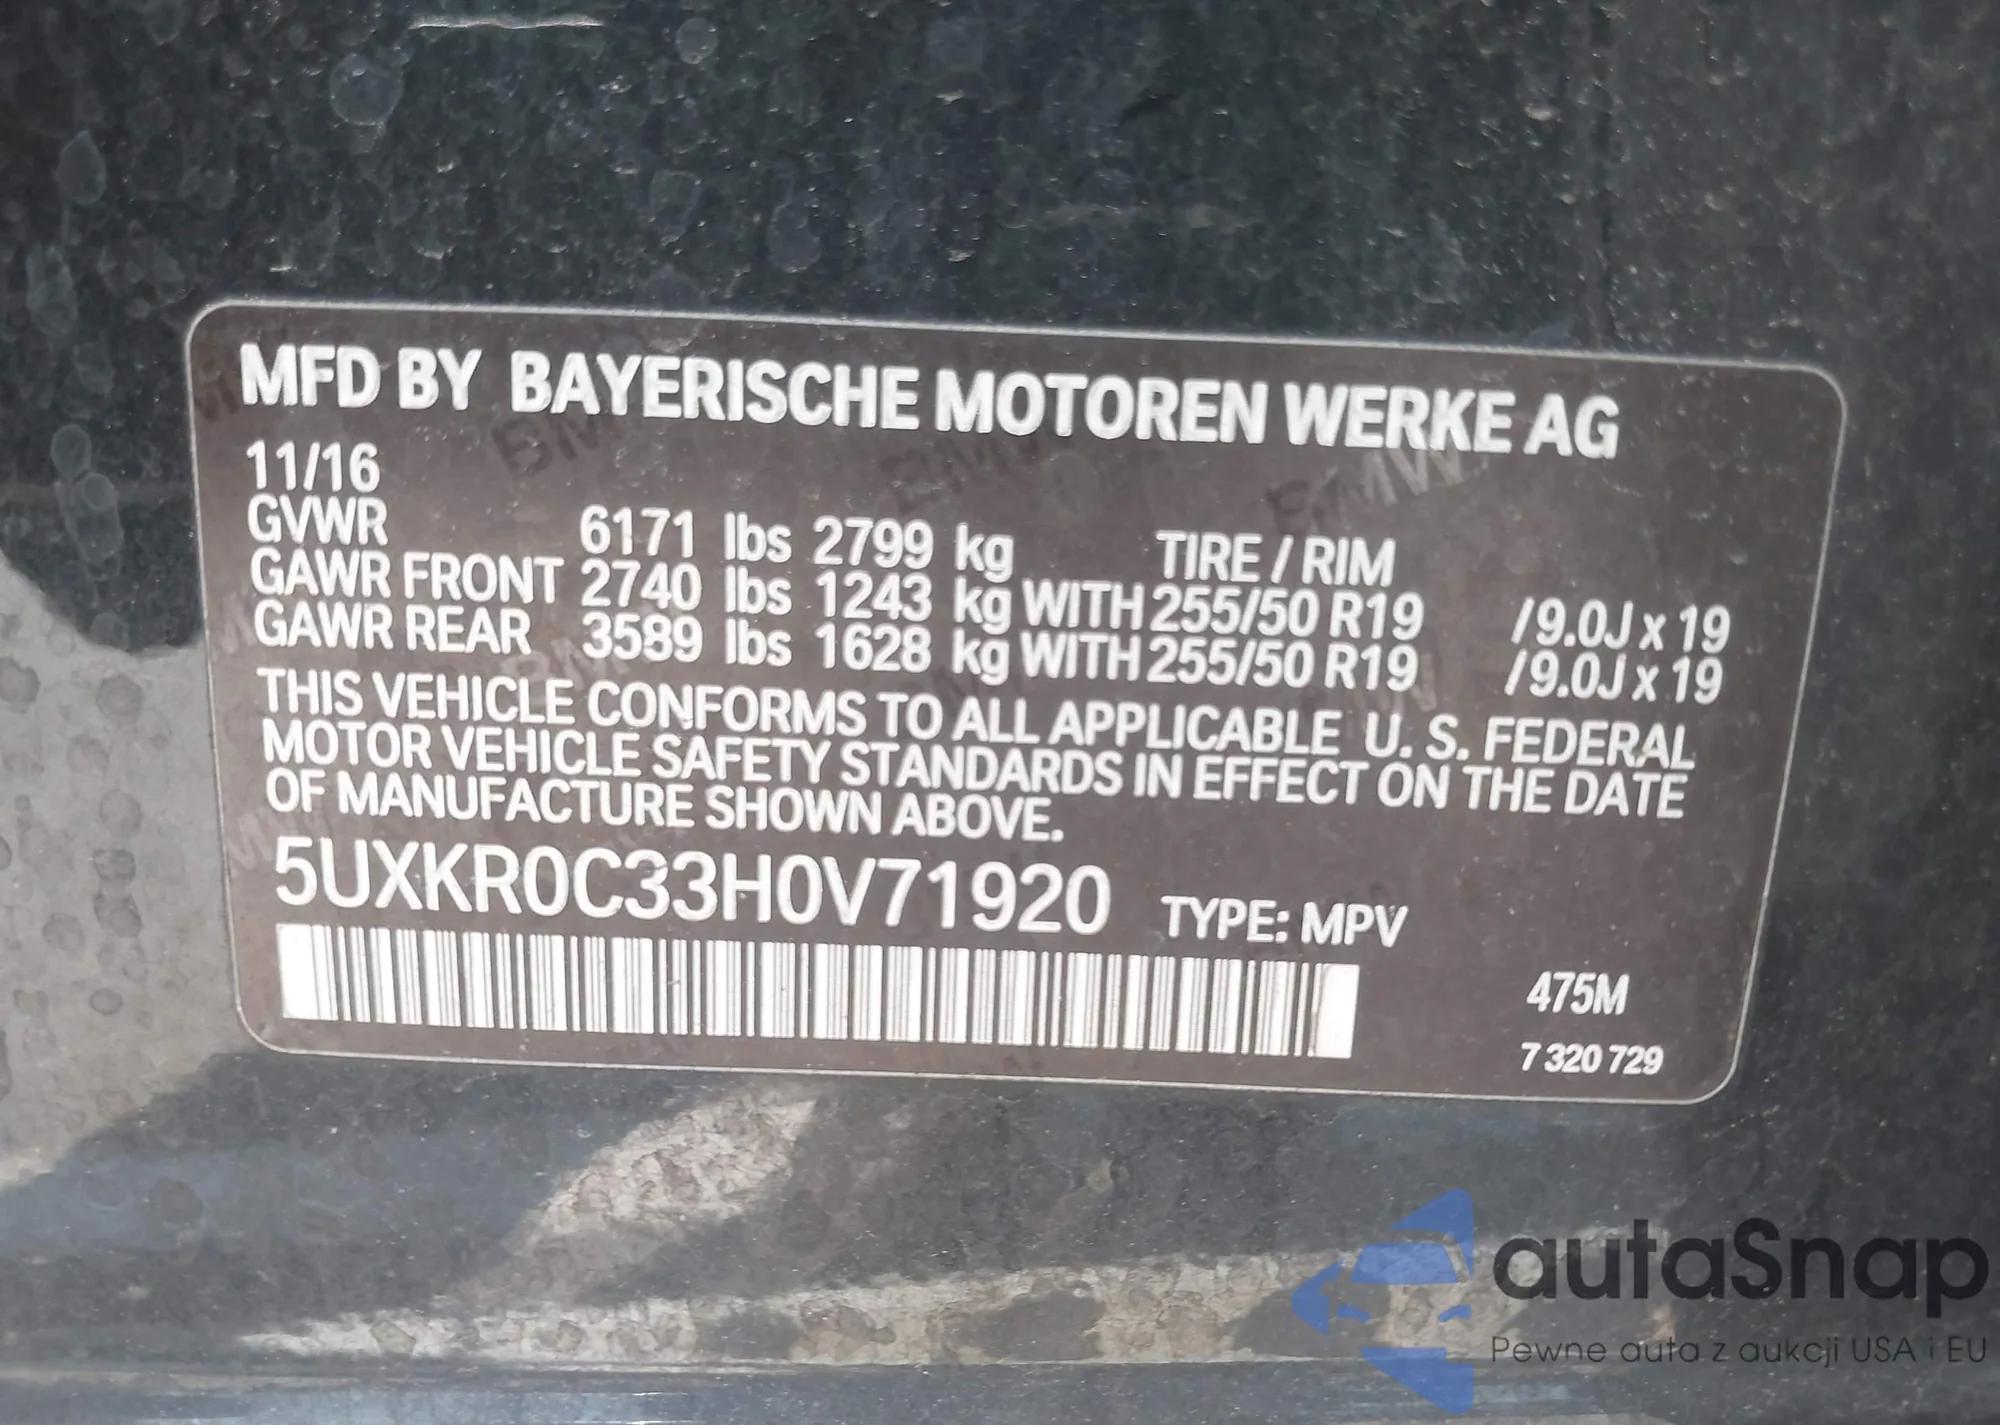 MFD BY BAYERISCHE MOTOREN WERKE AG
11/16
GVWR 6171 lbs 2799 kg TIRE / RIM
GAWR FRONT 2740 lbs 1243 kg WITH 255/50 R19 /9.0J x 19
GAWR REAR 3589 lbs 1628 kg WITH 255/50 R19 /9.0J x 19
THIS VEHICLE CONFORMS TO ALL APPLICABLE U. S. FEDERAL
MOTOR VEHICLE SAFETY STANDARDS IN EFFECT ON THE DATE
OF MANUFACTURE SHOWN ABOVE.
5UXKR0C33H0V71920 TYPE: MPV
475M
7 320 729
autaSnap
Pewne auta z aukcji USA i EU